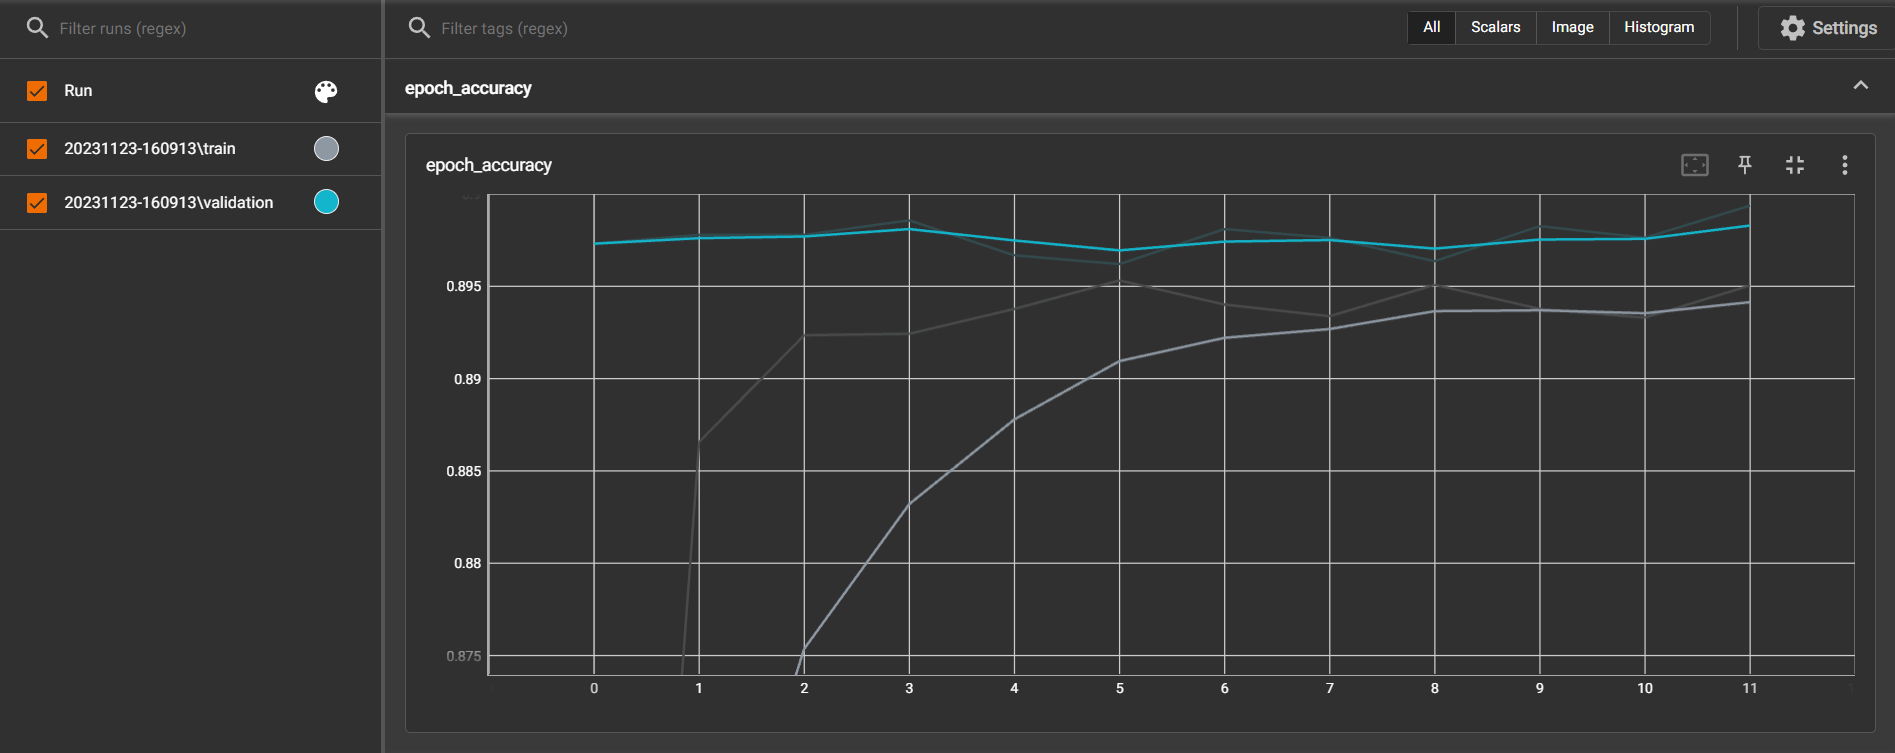 Filter runs (regex)
Filter tags (regex)
All
Scalars
Image
Histogram
Settings
Run
20231123-160913\train
20231123-160913\validation
epoch_accuracy
epoch_accuracy
0.895
0.89
0.885
0.88
0.875
0 1 2 3 4 5 6 7 8 9 10 11